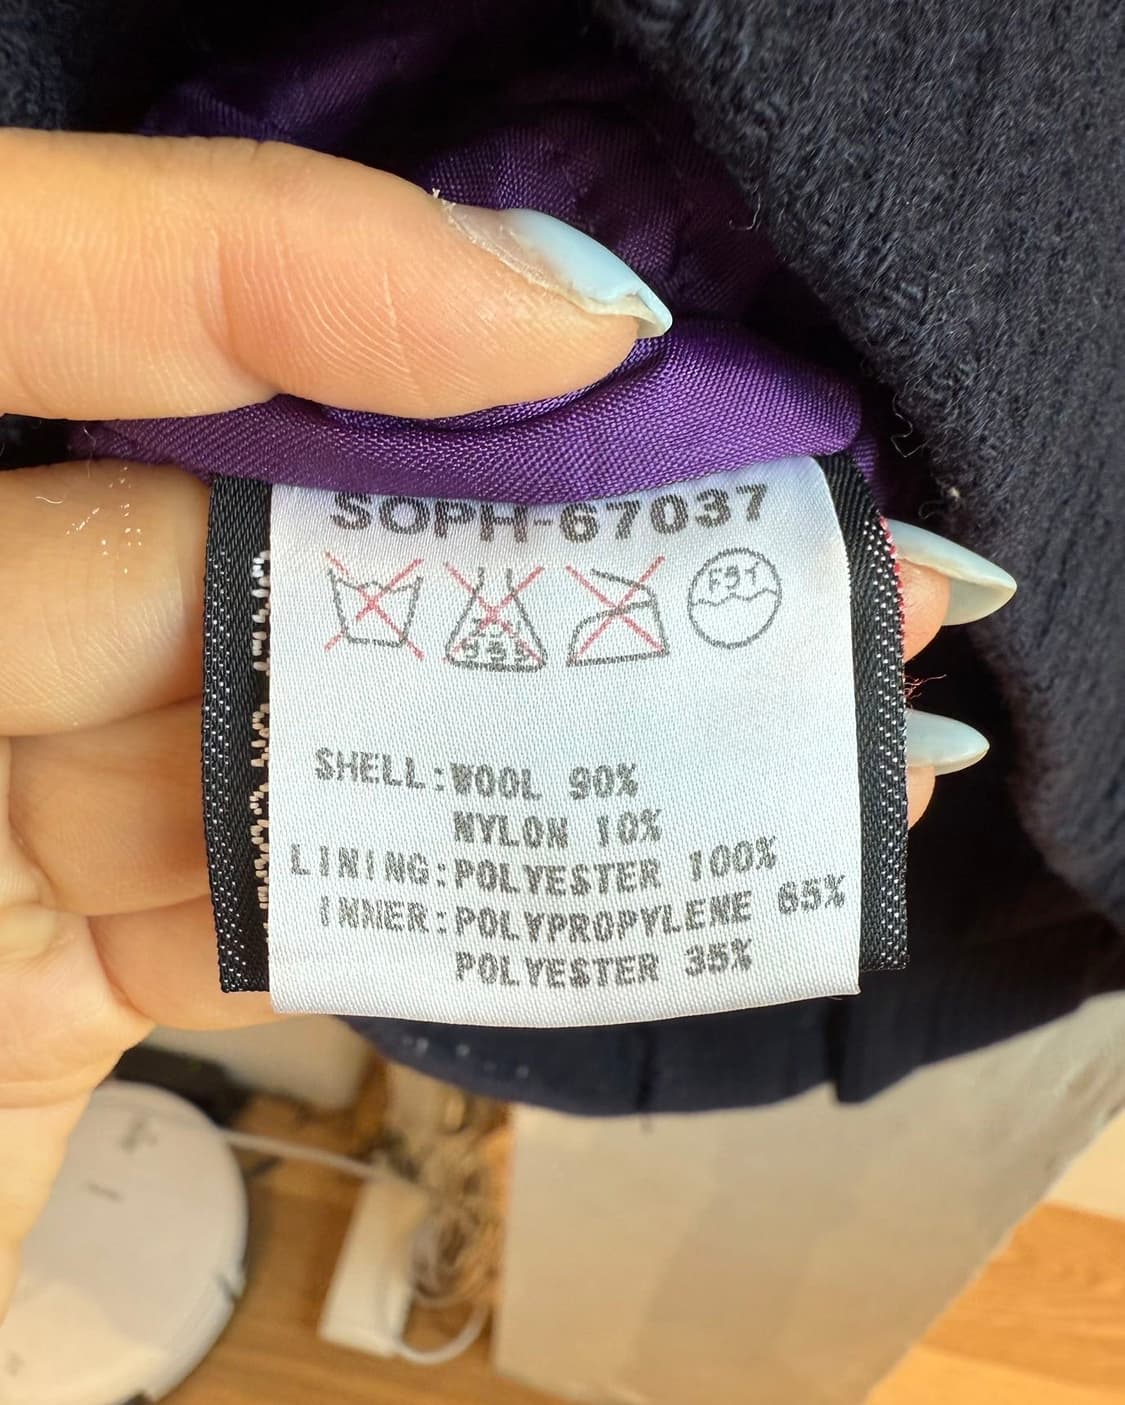 SOPH-67037
SHELL:WOOL 90%
NYLON 10%
LINING:POLYESTER 100%
INNER:POLYPROPYLENE 65%
POLYESTER 35%